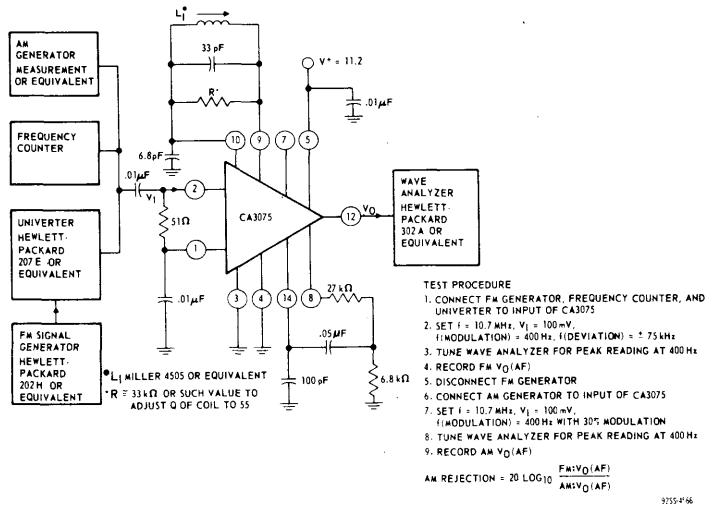 AM
GENERATOR
MEASUREMENT
OR EQUIVALENT
FREQUENCY
COUNTER
UNIVERTER
HEWLETT-
PACKARD
207 E OR
EQUIVALENT
FM SIGNAL
GENERATOR
HEWLETT-
PACKARD
202 H OR
EQUIVALENT
L₁*
33 pF
R*
V⁺ = 11.2
.01μF
6.8pF
10
9
7
5
.01μF
V₁
2
51Ω
1
CA3075
12
V₀
WAVE
ANALYZER
HEWLETT-
PACKARD
302 A OR
EQUIVALENT
.01μF
3
4
14
8
27 kΩ
.05μF
100 pF
6.8 kΩ
• L₁ MILLER 4505 OR EQUIVALENT
*R ≅ 33 kΩ OR SUCH VALUE TO
ADJUST Q OF COIL TO 55
TEST PROCEDURE
1. CONNECT FM GENERATOR, FREQUENCY COUNTER, AND
UNIVERTER TO INPUT OF CA3075
2. SET f = 10.7 MHz, V₁ = 100 mV,
f(MODULATION) = 400 Hz, f(DEVIATION) = ± 75 kHz
3. TUNE WAVE ANALYZER FOR PEAK READING AT 400 Hz
4. RECORD FM V₀(AF)
5. DISCONNECT FM GENERATOR
6. CONNECT AM GENERATOR TO INPUT OF CA3075
7. SET f = 10.7 MHz, V₁ = 100 mV,
f(MODULATION) = 400 Hz WITH 30% MODULATION
8. TUNE WAVE ANALYZER FOR PEAK READING AT 400 Hz
9. RECORD AM V₀(AF)
AM REJECTION = 20 LOG₁₀ FM:V₀(AF)
AM:V₀(AF)